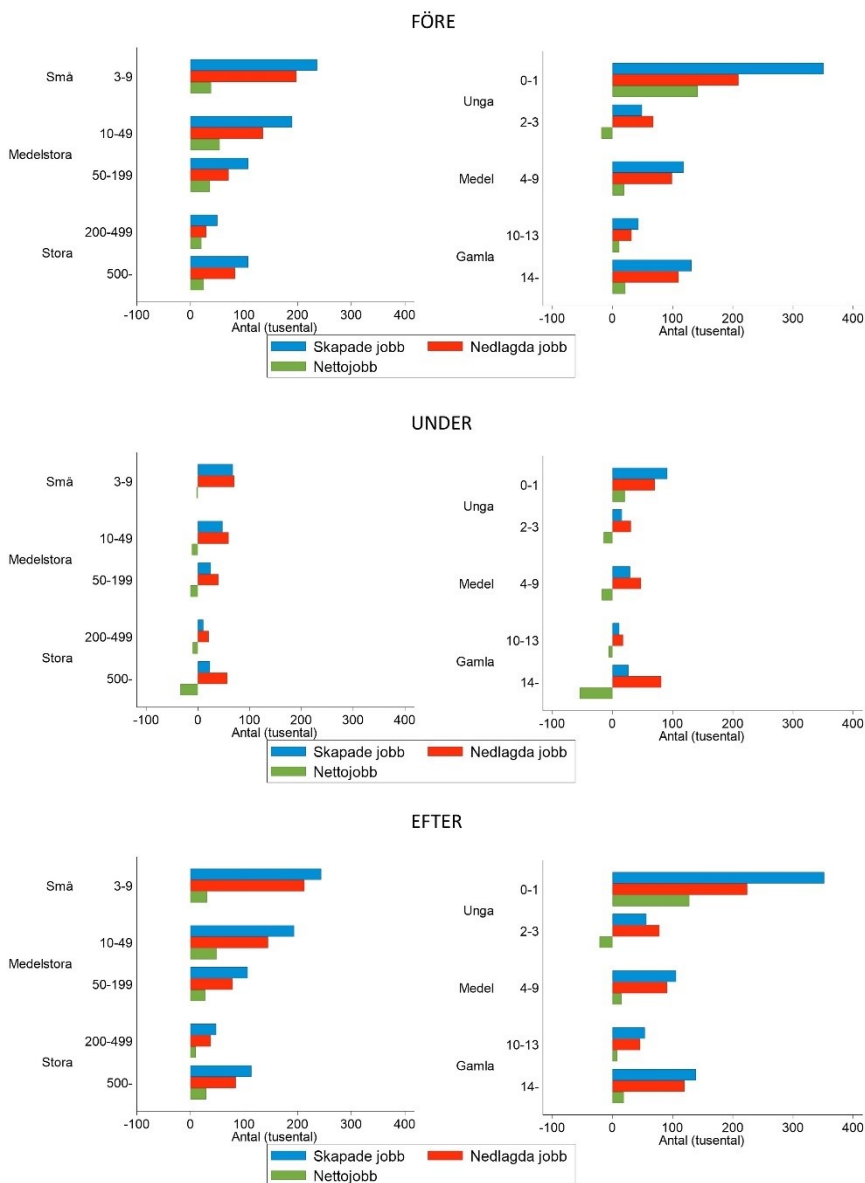 FÖRE
Små 3-9
10-49
Medelstora
50-199
200-499
Stora
500-
-100 0 100 200 300 400
Antal (tusental)
0-1
Unga
2-3
Medel 4-9
10-13
Gamla
14-
-100 0 100 200 300 400
Antal (tusental)
Skapade jobb Nedlagda jobb
Nettojobb
UNDER
Små 3-9
10-49
Medelstora
50-199
200-499
Stora
500-
-100 0 100 200 300 400
Antal (tusental)
0-1
Unga
2-3
Medel 4-9
10-13
Gamla
14-
-100 0 100 200 300 400
Antal (tusental)
Skapade jobb Nedlagda jobb
Nettojobb
EFTER
Små 3-9
10-49
Medelstora
50-199
200-499
Stora
500-
-100 0 100 200 300 400
Antal (tusental)
0-1
Unga
2-3
Medel 4-9
10-13
Gamla
14-
-100 0 100 200 300 400
Antal (tusental)
Skapade jobb Nedlagda jobb
Nettojobb